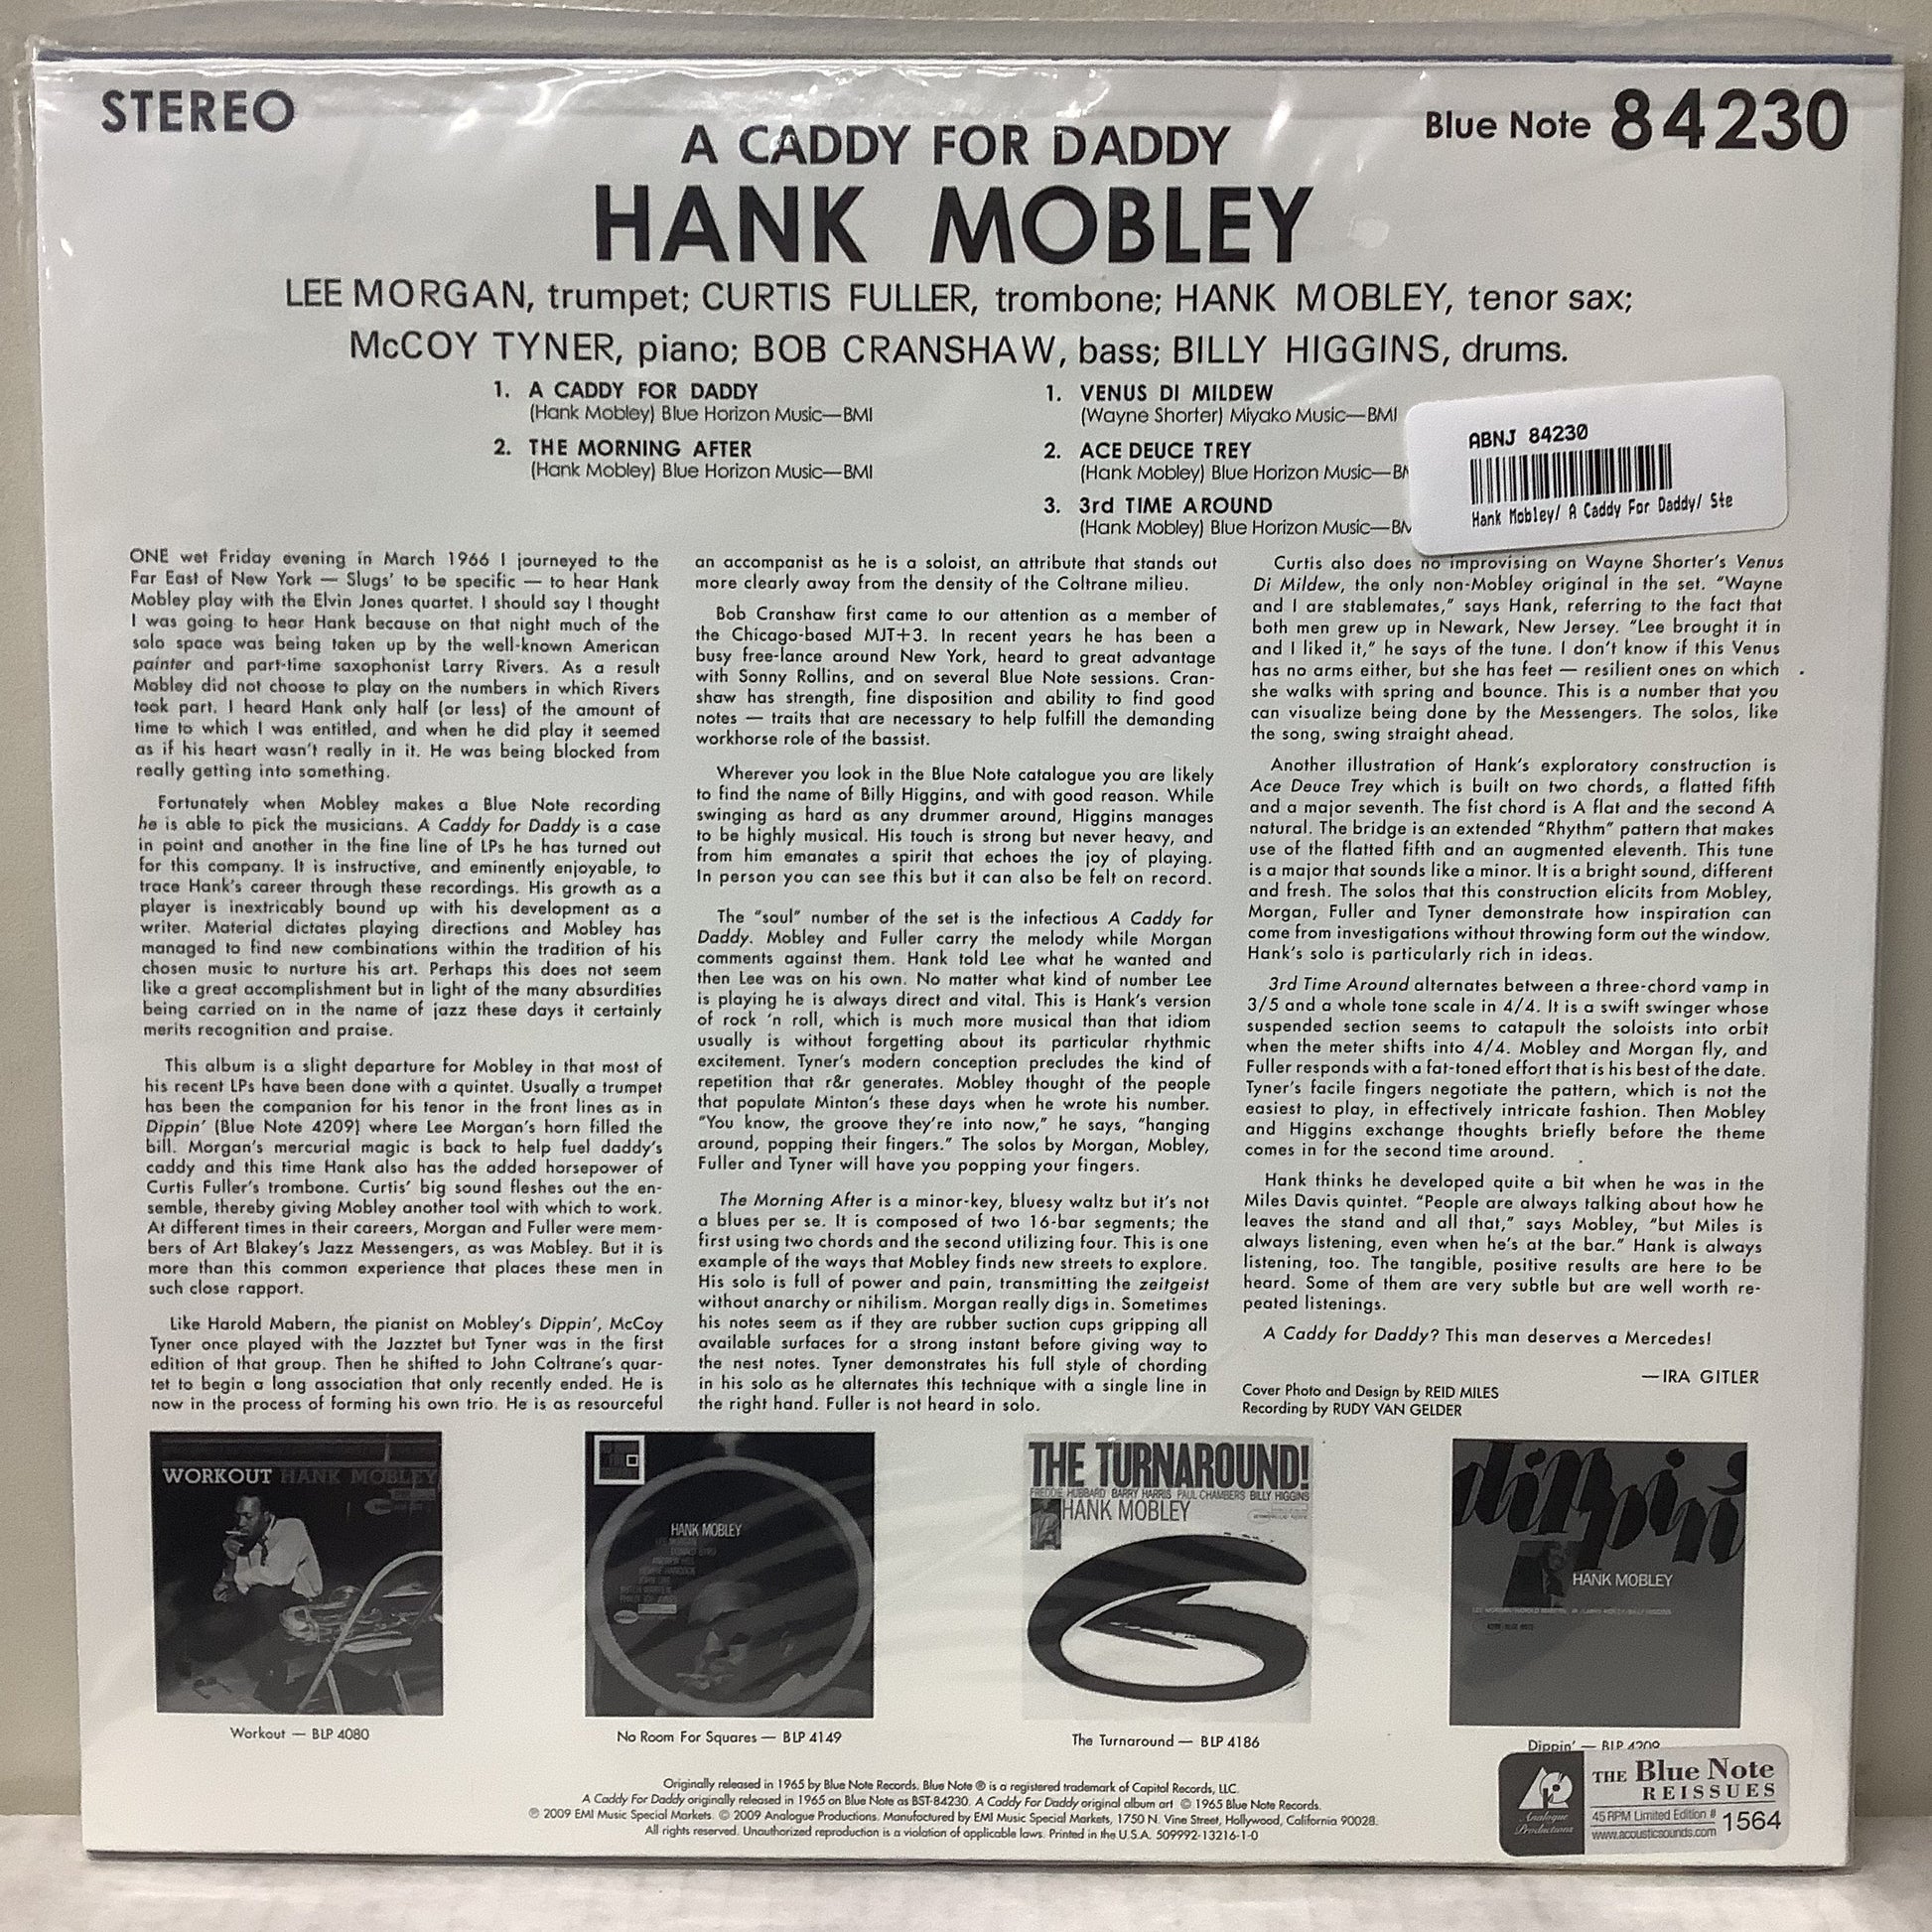 STEREO
Blue Note 84230
A CADDY FOR DADDY
HANK MOBLEY
LEE MORGAN, trumpet; CURTIS FULLER, trombone; HANK MOBLEY, tenor sax;
McCOY TYNER, piano; BOB CRANSHAW, bass; BILLY HIGGINS, drums.
1. A CADDY FOR DADDY
(Hank Mobley) Blue Horizon Music—BMI
2. THE MORNING AFTER
(Hank Mobley) Blue Horizon Music—BMI
1. VENUS DI MILDEW
(Wayne Shorter) Miyako Music—BMI
2. ACE DEUCE TREY
(Hank Mobley) Blue Horizon Music—
3. 3rd TIME AROUND
(Hank Mobley) Blue Horizon Music—
ABNJ 84230
Hank Mobley/ A Caddy For Daddy/ Ste
ONE wet Friday evening in March 1966 I journeyed to the
Far East of New York — Slugs' to be specific — to hear Hank
Mobley play with the Elvin Jones quartet. I should say I thought
I was going to hear Hank because on that night much of the
solo space was being taken up by the well-known American
painter and part-time saxophonist Larry Rivers. As a result
Mobley did not choose to play on the numbers in which Rivers
took part. I heard Hank only half (or less) of the amount of
time to which I was entitled, and when he did play it seemed
as if his heart wasn't really in it. He was being blocked from
really getting into something.
Fortunately when Mobley makes a Blue Note recording
he is able to pick the musicians. A Caddy for Daddy is a case
in point and another in the fine line of LPs he has turned out
for this company. It is instructive, and eminently enjoyable, to
trace Hank's career through these recordings. His growth as a
player is inextricably bound up with his development as a
writer. Material dictates playing directions and Mobley has
managed to find new combinations within the tradition of his
chosen music to nurture his art. Perhaps this does not seem
like a great accomplishment but in light of the many absurdities
being carried on in the name of jazz these days it certainly
merits recognition and praise.
This album is a slight departure for Mobley in that most of
his recent LPs have been done with a quintet. Usually a trumpet
has been the companion for his tenor in the front lines as in
Dippin' (Blue Note 4209) where Lee Morgan's horn filled the
bill. Morgan's mercurial magic is back to help fuel daddy's
caddy and this time Hank also has the added horsepower of
Curtis Fuller's trombone. Curtis' big sound fleshes out the en-
semble, thereby giving Mobley another tool with which to work.
At different times in their careers, Morgan and Fuller were mem-
bers of Art Blakey's Jazz Messengers, as was Mobley. But it is
more than this common experience that places these men in
such close rapport.
Like Harold Mabern, the pianist on Mobley's Dippin', McCoy
Tyner once played with the Jazztet but Tyner was in the first
edition of that group. Then he shifted to John Coltrane's quar-
tet to begin a long association that only recently ended. He is
now in the process of forming his own trio. He is as resourceful
an accompanist as he is a soloist, an attribute that stands out
more clearly away from the density of the Coltrane milieu.
Bob Cranshaw first came to our attention as a member of
the Chicago-based MJT+3. In recent years he has been a
busy free-lance around New York, heard to great advantage
with Sonny Rollins, and on several Blue Note sessions. Cran-
shaw has strength, fine disposition and ability to find good
notes — traits that are necessary to help fulfill the demanding
workhorse role of the bassist.
Wherever you look in the Blue Note catalogue you are likely
to find the name of Billy Higgins, and with good reason. While
swinging as hard as any drummer around, Higgins manages
to be highly musical. His touch is strong but never heavy, and
from him emanates a spirit that echoes the joy of playing.
In person you can see this but it can also be felt on record.
The "soul" number of the set is the infectious A Caddy for
Daddy. Mobley and Fuller carry the melody while Morgan
comments against them. Hank told Lee what he wanted and
then Lee was on his own. No matter what kind of number Lee
is playing he is always direct and vital. This is Hank's version
of rock 'n roll, which is much more musical than that idiom
usually is without forgetting about its particular rhythmic
excitement. Tyner's modern conception precludes the kind of
repetition that r&r generates. Mobley thought of the people
that populate Minton's these days when he wrote his number.
"You know, the groove they're into now," he says, "hanging
around, popping their fingers." The solos by Morgan, Mobley,
Fuller and Tyner will have you popping your fingers.
The Morning After is a minor-key, bluesy waltz but it's not
a blues per se. It is composed of two 16-bar segments; the
first using two chords and the second utilizing four. This is one
example of the ways that Mobley finds new streets to explore.
His solo is full of power and pain, transmitting the zeitgeist
without anarchy or nihilism. Morgan really digs in. Sometimes
his notes seem as if they are rubber suction cups gripping all
available surfaces for a strong instant before giving way to
the nest notes. Tyner demonstrates his full style of chording
in his solo as he alternates this technique with a single line in
the right hand. Fuller is not heard in solo.
Curtis also does no improvising on Wayne Shorter's Venus
Di Mildew, the only non-Mobley original in the set. "Wayne
and I are stablemates," says Hank, referring to the fact that
both men grew up in Newark, New Jersey. "Lee brought it in
and I liked it," he says of the tune. I don't know if this Venus
has no arms either, but she has feet — resilient ones on which
she walks with spring and bounce. This is a number that you
can visualize being done by the Messengers. The solos, like
the song, swing straight ahead.
Another illustration of Hank's exploratory construction is
Ace Deuce Trey which is built on two chords, a flatted fifth
and a major seventh. The fist chord is A flat and the second A
natural. The bridge is an extended "Rhythm" pattern that makes
use of the flatted fifth and an augmented eleventh. This tune
is a major that sounds like a minor. It is a bright sound, different
and fresh. The solos that this construction elicits from Mobley,
Morgan, Fuller and Tyner demonstrate how inspiration can
come from investigations without throwing form out the window.
Hank's solo is particularly rich in ideas.
3rd Time Around alternates between a three-chord vamp in
3/5 and a whole tone scale in 4/4. It is a swift swinger whose
suspended section seems to catapult the soloists into orbit
when the meter shifts into 4/4. Mobley and Morgan fly, and
Fuller responds with a fat-toned effort that is his best of the date.
Tyner's facile fingers negotiate the pattern, which is not the
easiest to play, in effectively intricate fashion. Then Mobley
and Higgins exchange thoughts briefly before the theme
comes in for the second time around.
Hank thinks he developed quite a bit when he was in the
Miles Davis quintet. "People are always talking about how he
leaves the stand and all that," says Mobley, "but Miles is
always listening, even when he's at the bar." Hank is always
listening, too. The tangible, positive results are here to be
heard. Some of them are very subtle but are well worth re-
peated listenings.
A Caddy for Daddy? This man deserves a Mercedes!
—IRA GITLER
Cover Photo and Design by REID MILES
Recording by RUDY VAN GELDER
WORKOUT HANK MOBLEY
HANK MOBLEY
THE TURNAROUND!
FREDDIE HUBBARD BARRY HARRIS PAUL CHAMBERS BILLY HIGGINS
HANK MOBLEY
dippin'
HANK MOBLEY
Workout — BLP 4080
No Room For Squares — BLP 4149
The Turnaround — BLP 4186
Dippin' — BLP 4209
Originally released in 1965 by Blue Note Records. Blue Note ® is a registered trademark of Capitol Records, LLC.
A Caddy For Daddy originally released in 1965 on Blue Note as BST-84230. A Caddy For Daddy original album art © 1965 Blue Note Records.
℗ 2009 EMI Music Special Markets. © 2009 Analogue Productions. Manufactured by EMI Music Special Markets, 1750 N. Vine Street, Hollywood, California 90028.
All rights reserved. Unauthorized reproduction is a violation of applicable laws. Printed in the U.S.A. 509992-13216-1-0
Analogue
Productions
THE Blue Note
REISSUES
45 RPM Limited Edition # 1564
www.acousticsounds.com